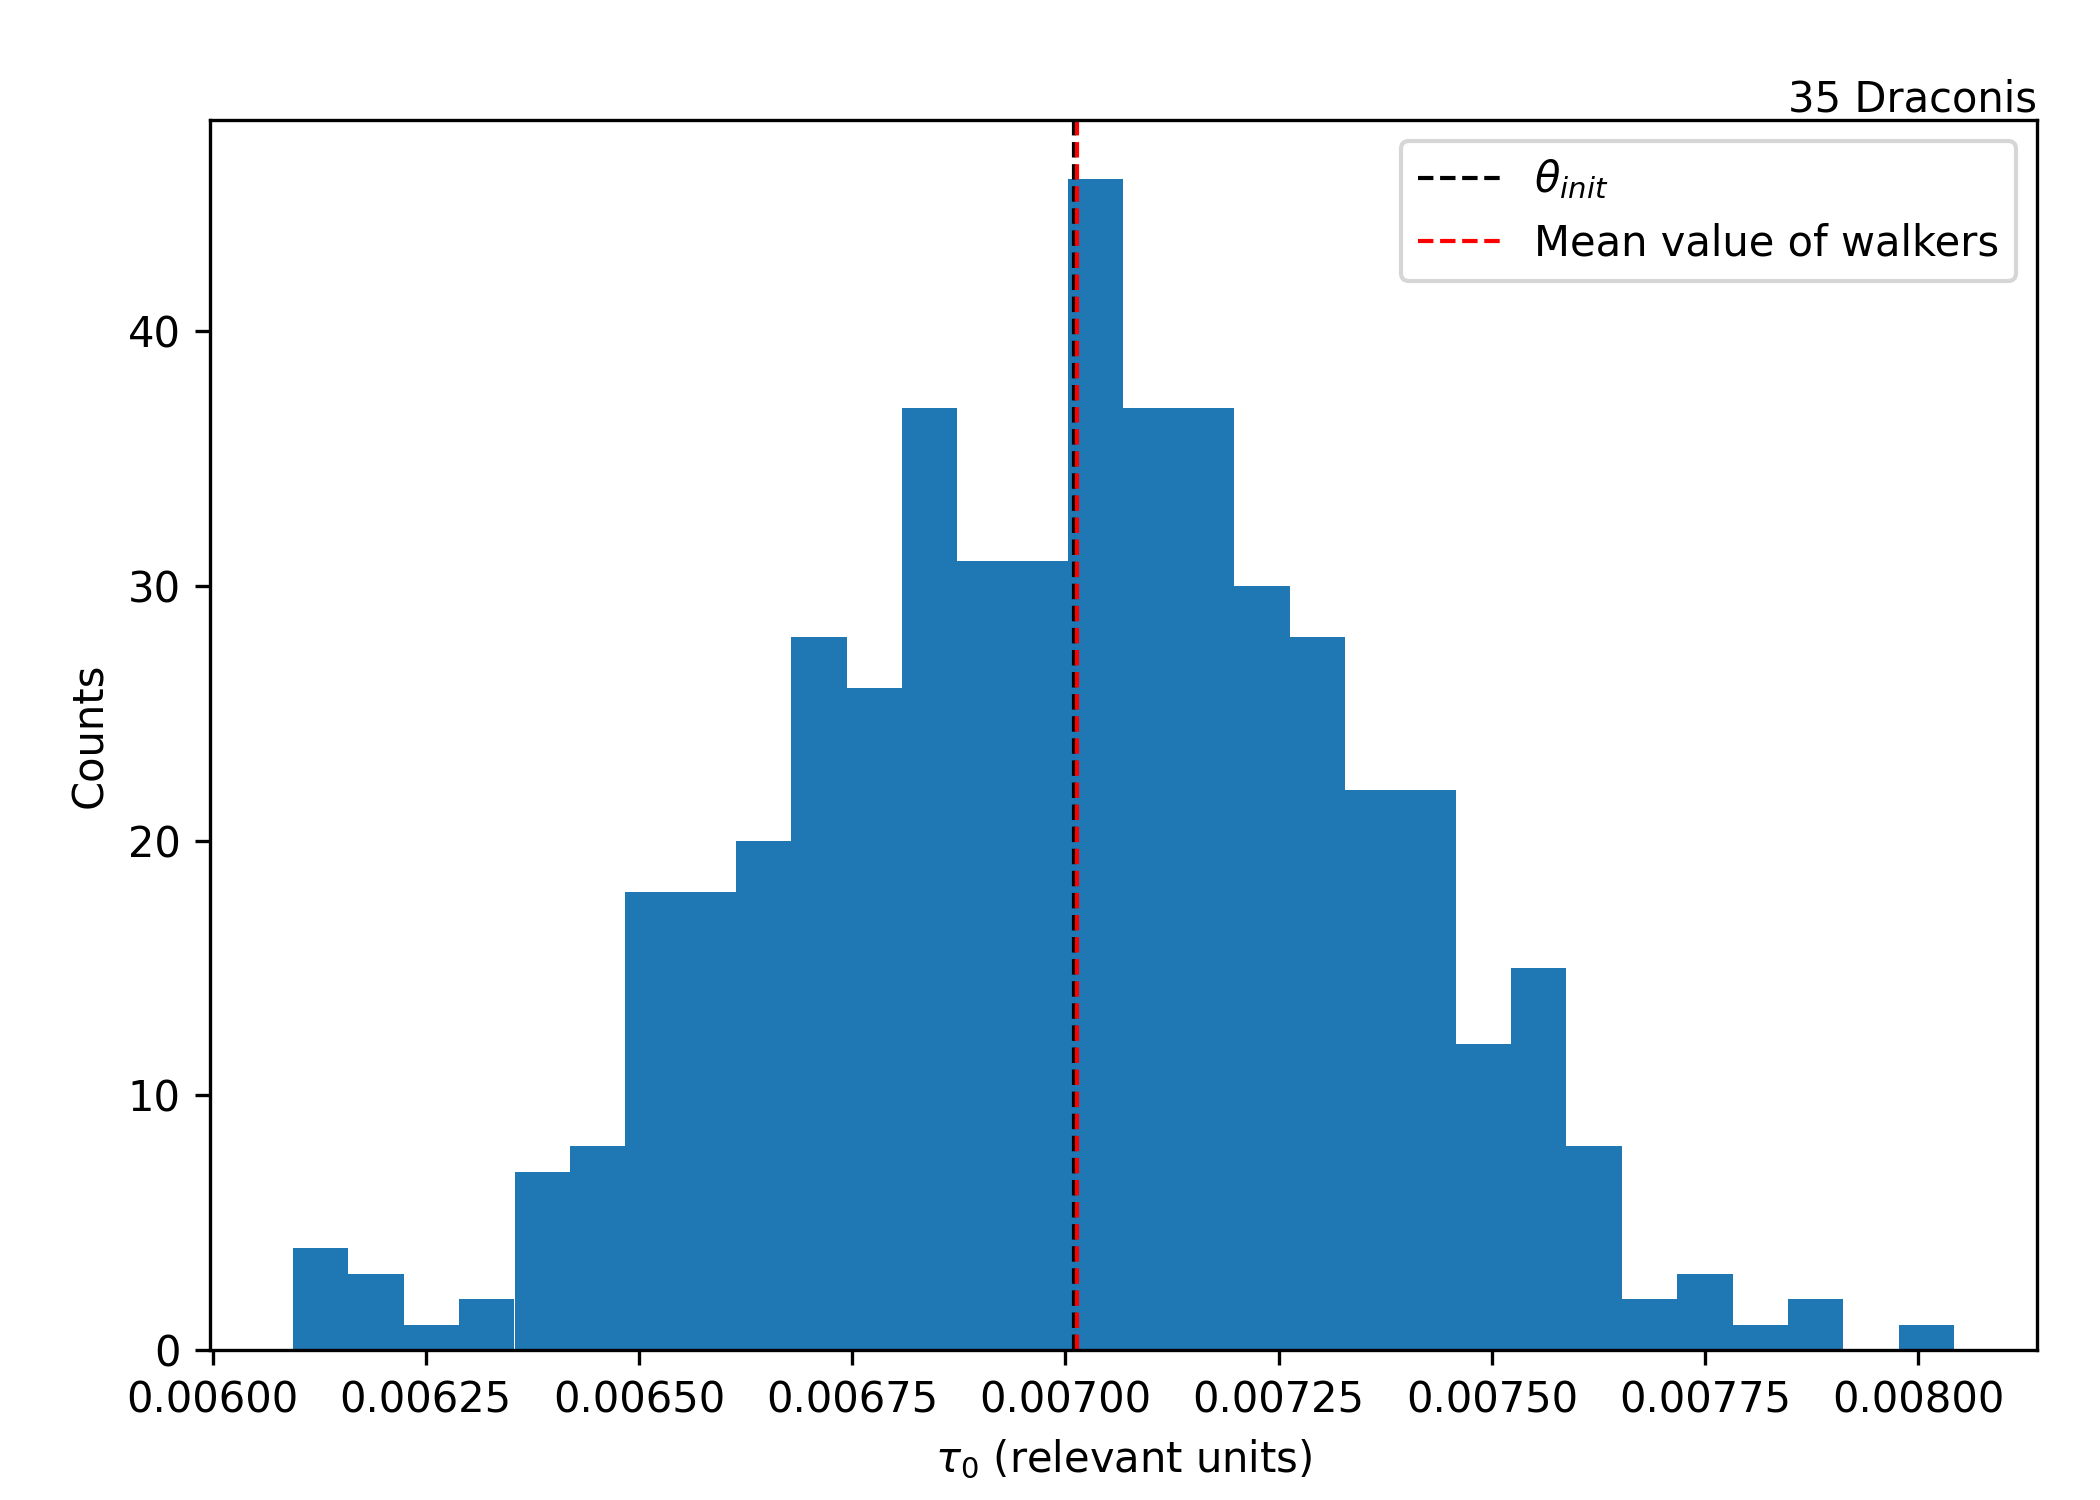 35 Draconis
θ_init
Mean value of walkers
40
30
20
10
0
Counts
0.00600 0.00625 0.00650 0.00675 0.00700 0.00725 0.00750 0.00775 0.00800
τ_0 (relevant units)